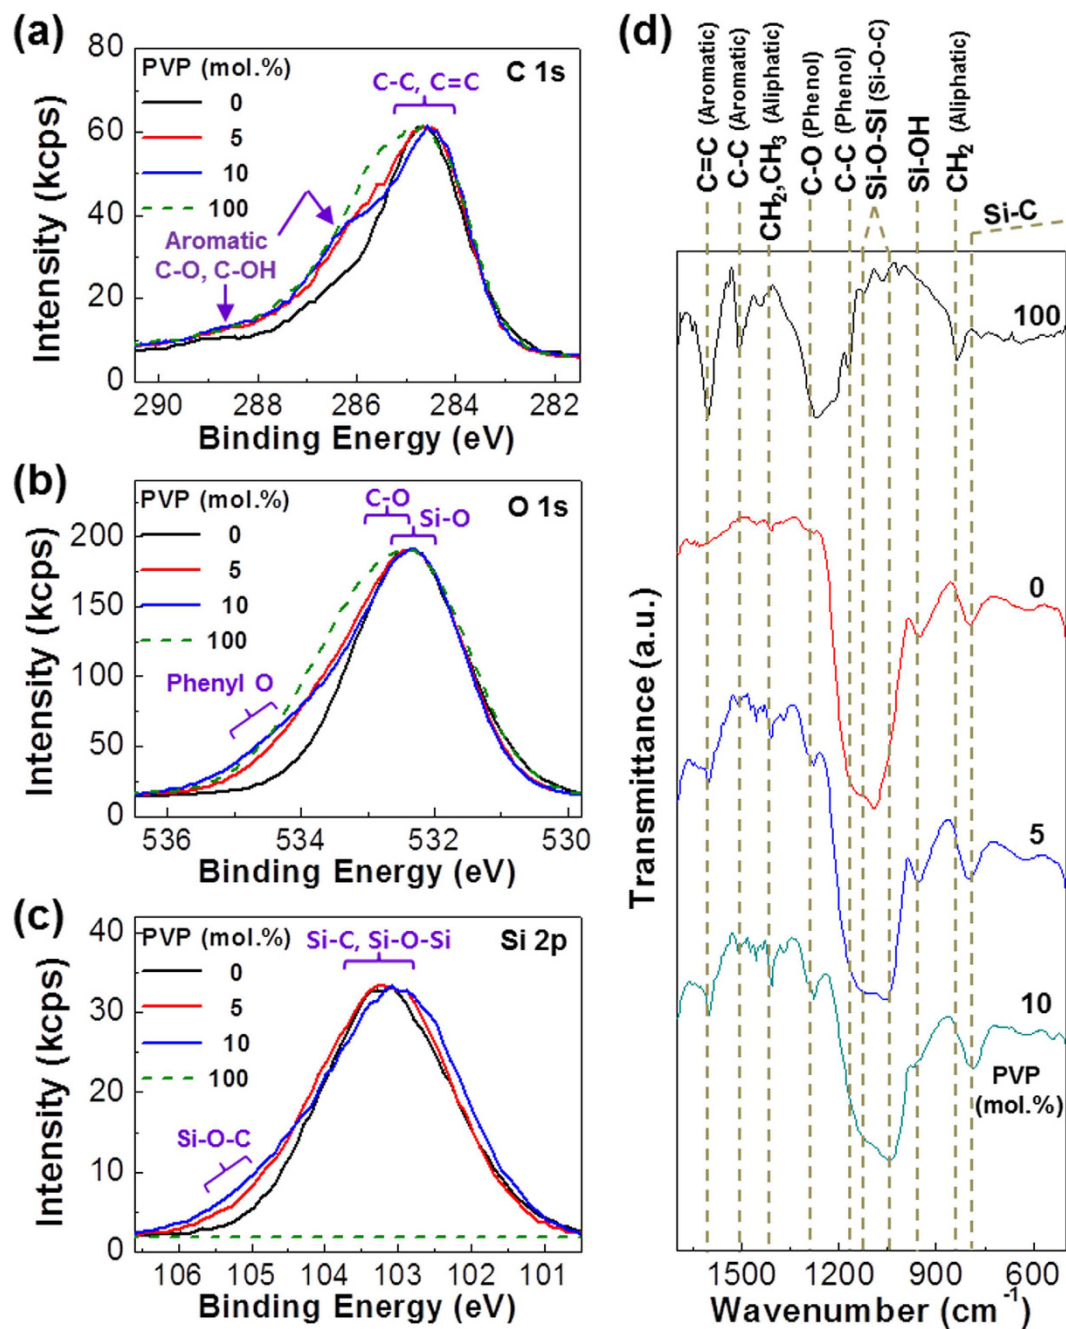 (a)
80
60
40
20
0
Intensity (kcps)
PVP (mol.%)
0
5
10
100
C 1s
C-C, C=C
Aromatic
C-O, C-OH
290 288 286 284 282
Binding Energy (eV)
(b)
200
150
100
50
0
Intensity (kcps)
PVP (mol.%)
0
5
10
100
O 1s
C-O
Si-O
Phenyl O
536 534 532 530
Binding Energy (eV)
(c)
40
30
20
10
0
Intensity (kcps)
PVP (mol.%)
0
5
10
100
Si 2p
Si-C, Si-O-Si
Si-O-C
106 105 104 103 102 101
Binding Energy (eV)
(d)
C=C (Aromatic)
C-C (Aromatic)
CH2,CH3 (Aliphatic)
C-O (Phenol)
C-C (Phenol)
Si-O-Si (Si-O-C)
Si-OH
CH2 (Aliphatic)
Si-C
100
0
5
10
PVP
(mol.%)
Transmittance (a.u.)
1500 1200 900 600
Wavenumber (cm-1)